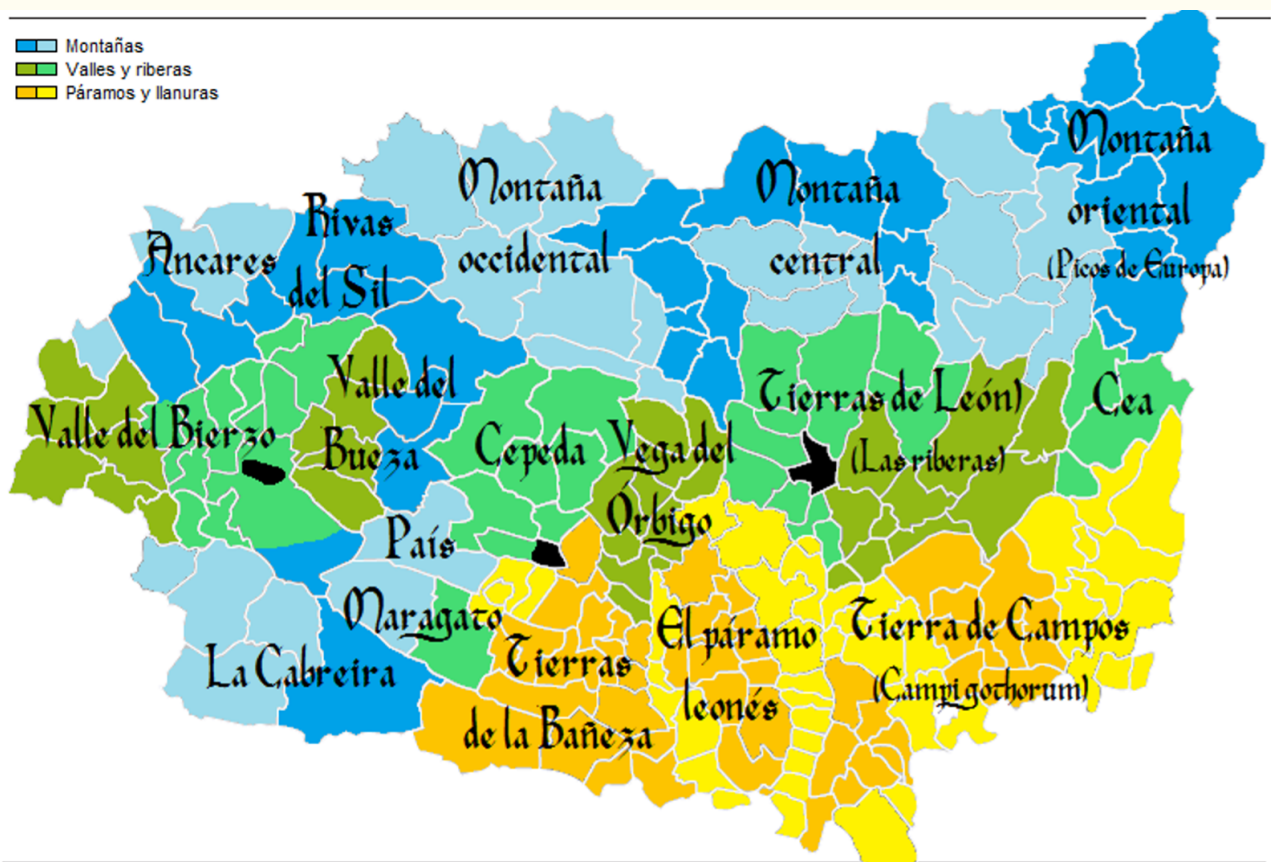 Montañas
Valles y riberas
Páramos y llanuras
Montaña
oriental
(Picos de Europa)
Montaña
occidental
Montaña
central
Rivas
del Sil
Ancares
Valle del
Bueza
Valle del Bierzo
Cepeda
Vega del
Órbigo
Tierras de León)
(Las riberas)
Cea
País
Maragato
La Cabreira
Tierras
de la Bañeza
El páramo
leonés
Tierra de Campos
(Campi gothorum)